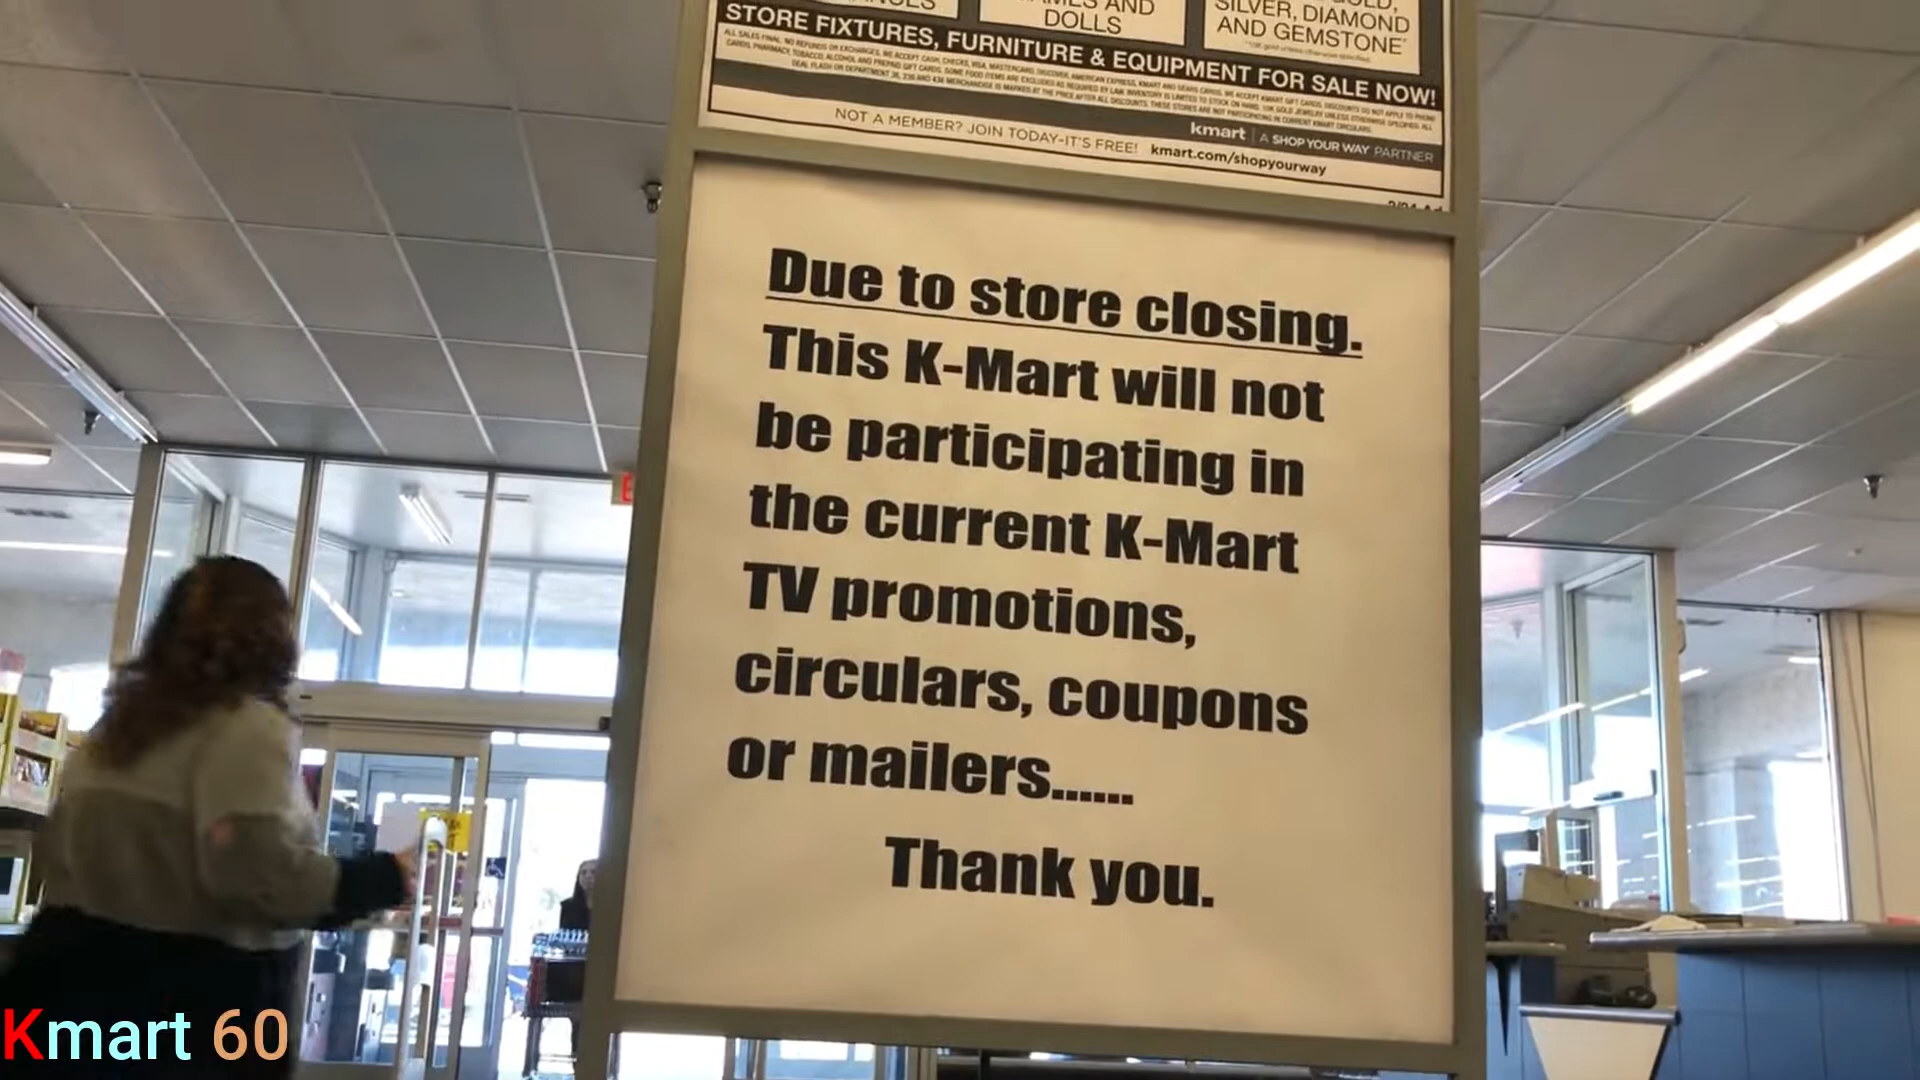 DOLLS
SILVER, DIAMOND
AND GEMSTONE*
STORE FIXTURES, FURNITURE & EQUIPMENT FOR SALE NOW!
NOT A MEMBER? JOIN TODAY-IT'S FREE! kmart.com/shopyourway
kmart | A SHOP YOUR WAY PARTNER
Due to store closing.
This K-Mart will not
be participating in
the current K-Mart
TV promotions,
circulars, coupons
or mailers......
Thank you.
Kmart 60